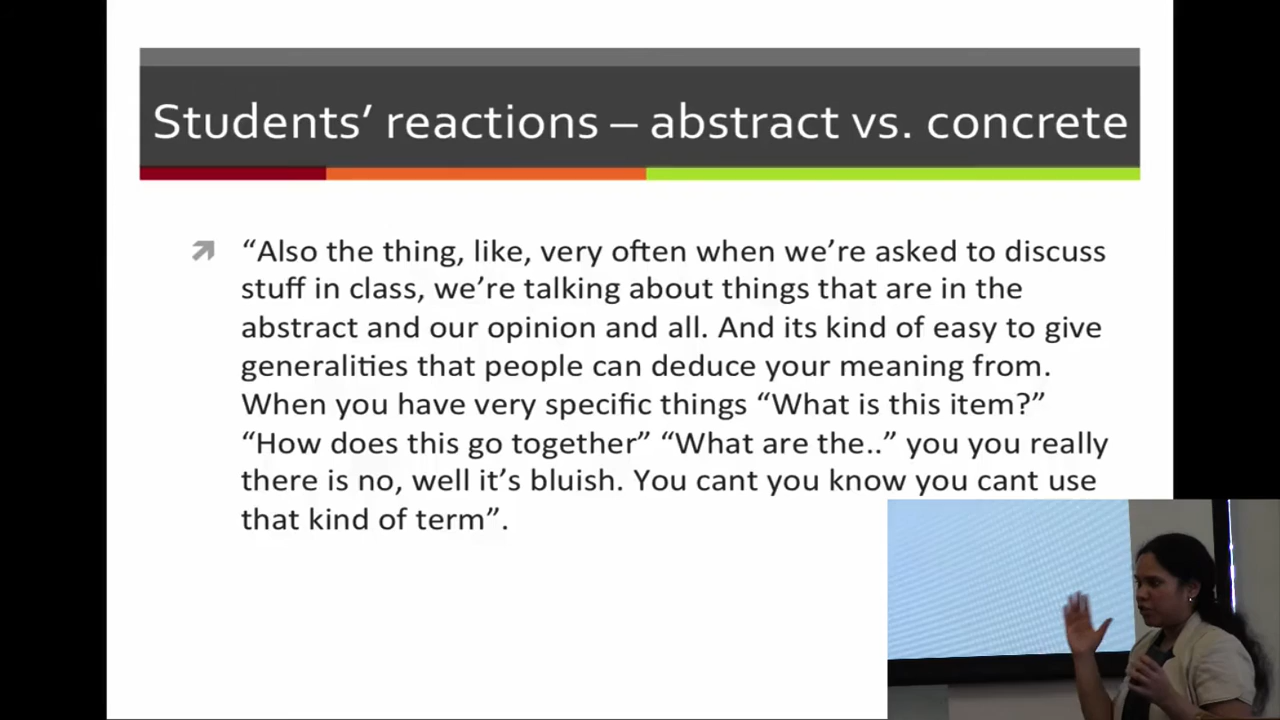 Students’ reactions – abstract vs. concrete
“Also the thing, like, very often when we’re asked to discuss
stuff in class, we’re talking about things that are in the
abstract and our opinion and all. And its kind of easy to give
generalities that people can deduce your meaning from.
When you have very specific things “What is this item?”
“How does this go together” “What are the..” you you really
there is no, well it’s bluish. You cant you know you cant use
that kind of term”.